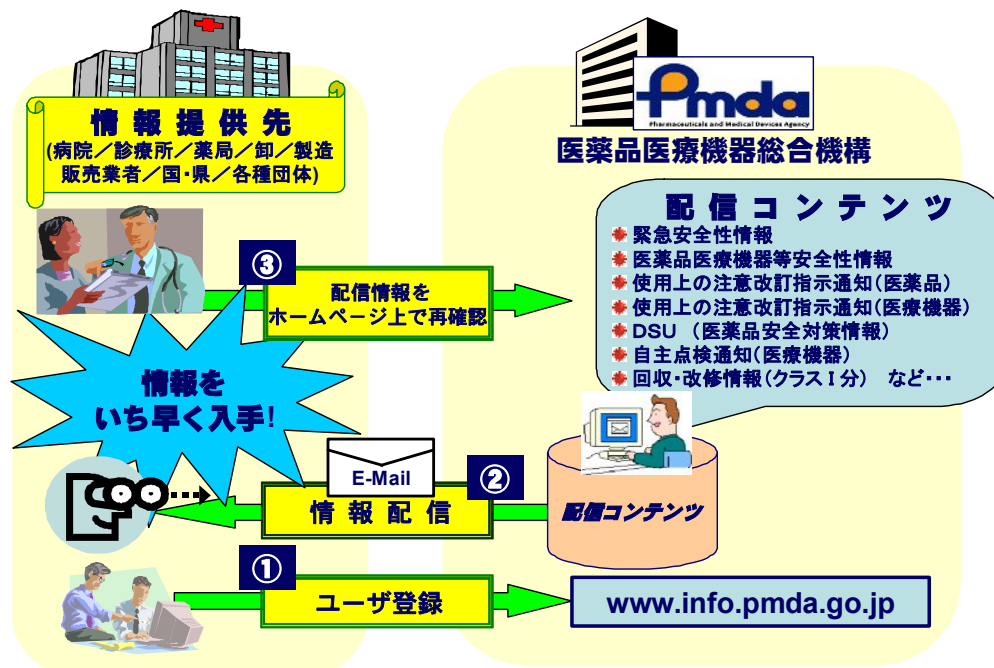 情報提供先
(病院／診療所／薬局／卸／製造
販売業者／国・県／各種団体)
Pmda
Pharmaceuticals and Medical Devices Agency
医薬品医療機器総合機構
配信コンテンツ
緊急安全性情報
医薬品医療機器等安全性情報
使用上の注意改訂指示通知(医薬品)
使用上の注意改訂指示通知(医療機器)
DSU （医薬品安全対策情報)
自主点検通知(医療機器)
回収・改修情報(クラスⅠ分)　など・・・
③
配信情報を
ホームページ上で再確認
情報を
いち早く入手!
E-Mail
②
情報配信
配信コンテンツ
①
ユーザ登録
www.info.pmda.go.jp